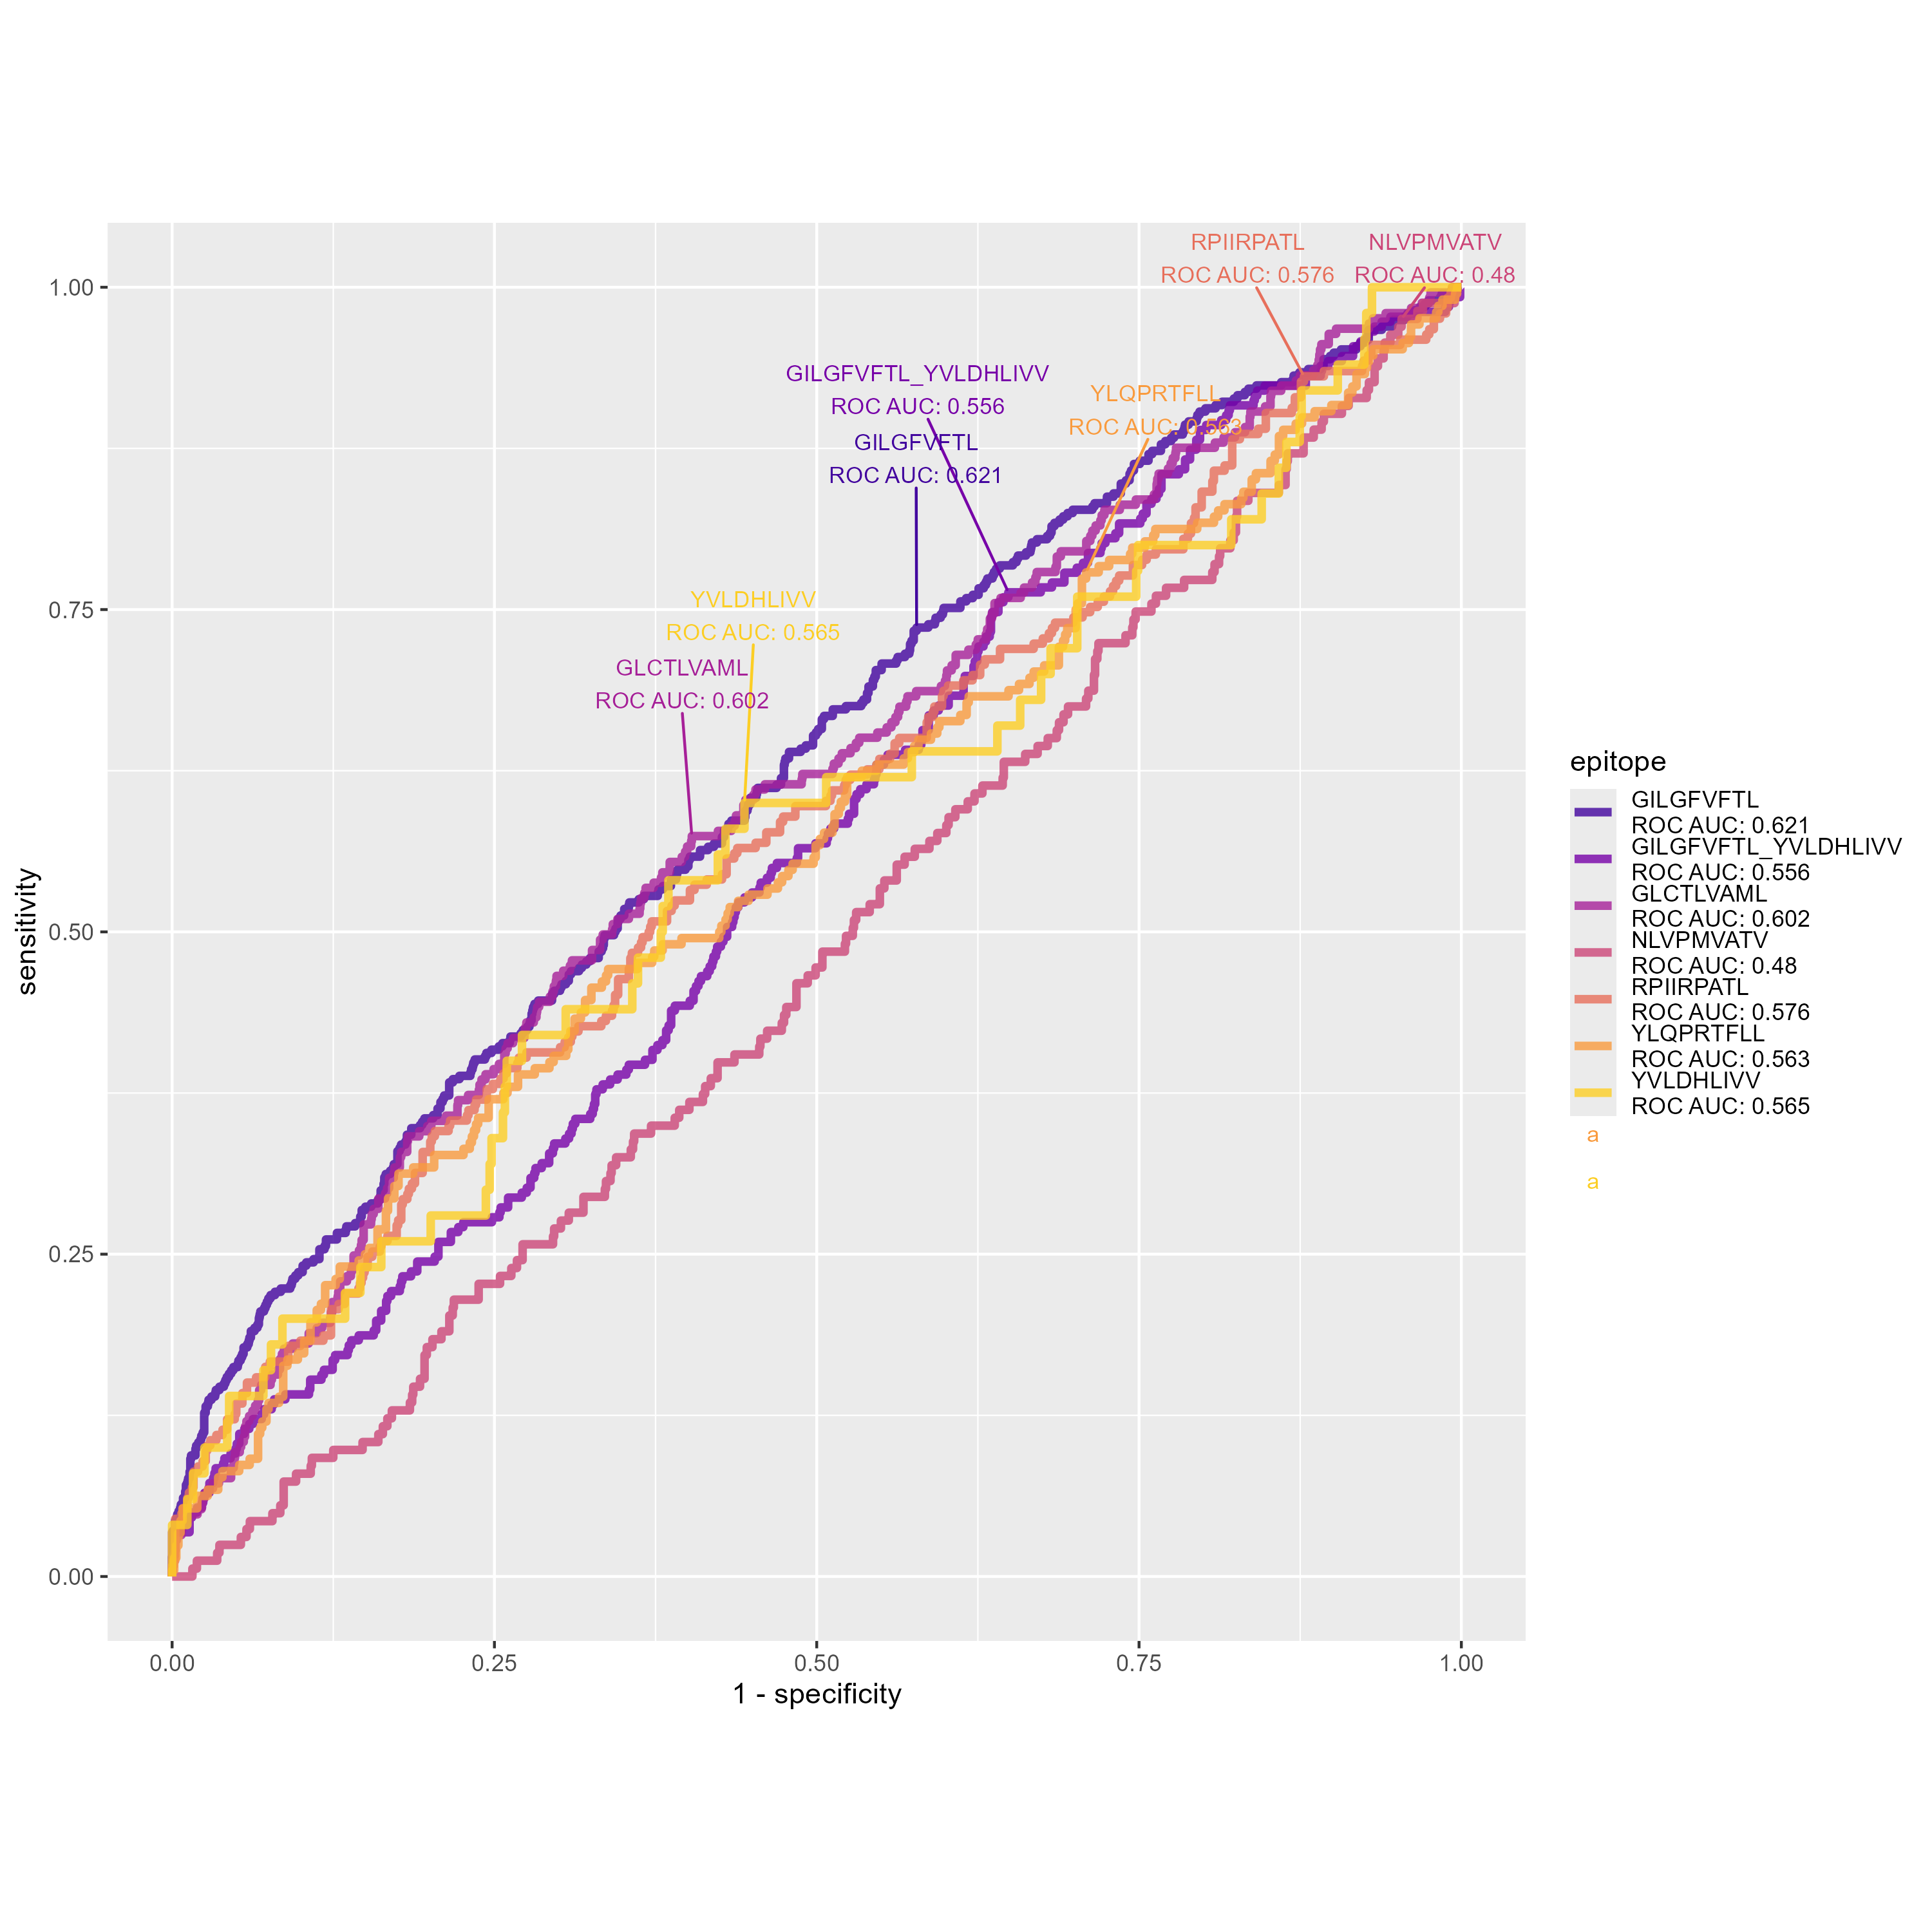 RPIIRPATL
ROC AUC: 0.576
NLVPMVATV
ROC AUC: 0.48
GILGFVFTL_YVLDHLIVV
ROC AUC: 0.556
YLQPRTFLL
ROC AUC: 0.563
GILGFVFTL
ROC AUC: 0.621
YVLDHLIVV
ROC AUC: 0.565
GLCTLVAML
ROC AUC: 0.602
1.00
0.75
0.50
0.25
0.00
sensitivity
0.00
0.25
0.50
0.75
1.00
1 - specificity
epitope
GILGFVFTL
ROC AUC: 0.621
GILGFVFTL_YVLDHLIVV
ROC AUC: 0.556
GLCTLVAML
ROC AUC: 0.602
NLVPMVATV
ROC AUC: 0.48
RPIIRPATL
ROC AUC: 0.576
YLQPRTFLL
ROC AUC: 0.563
YVLDHLIVV
ROC AUC: 0.565
a
a